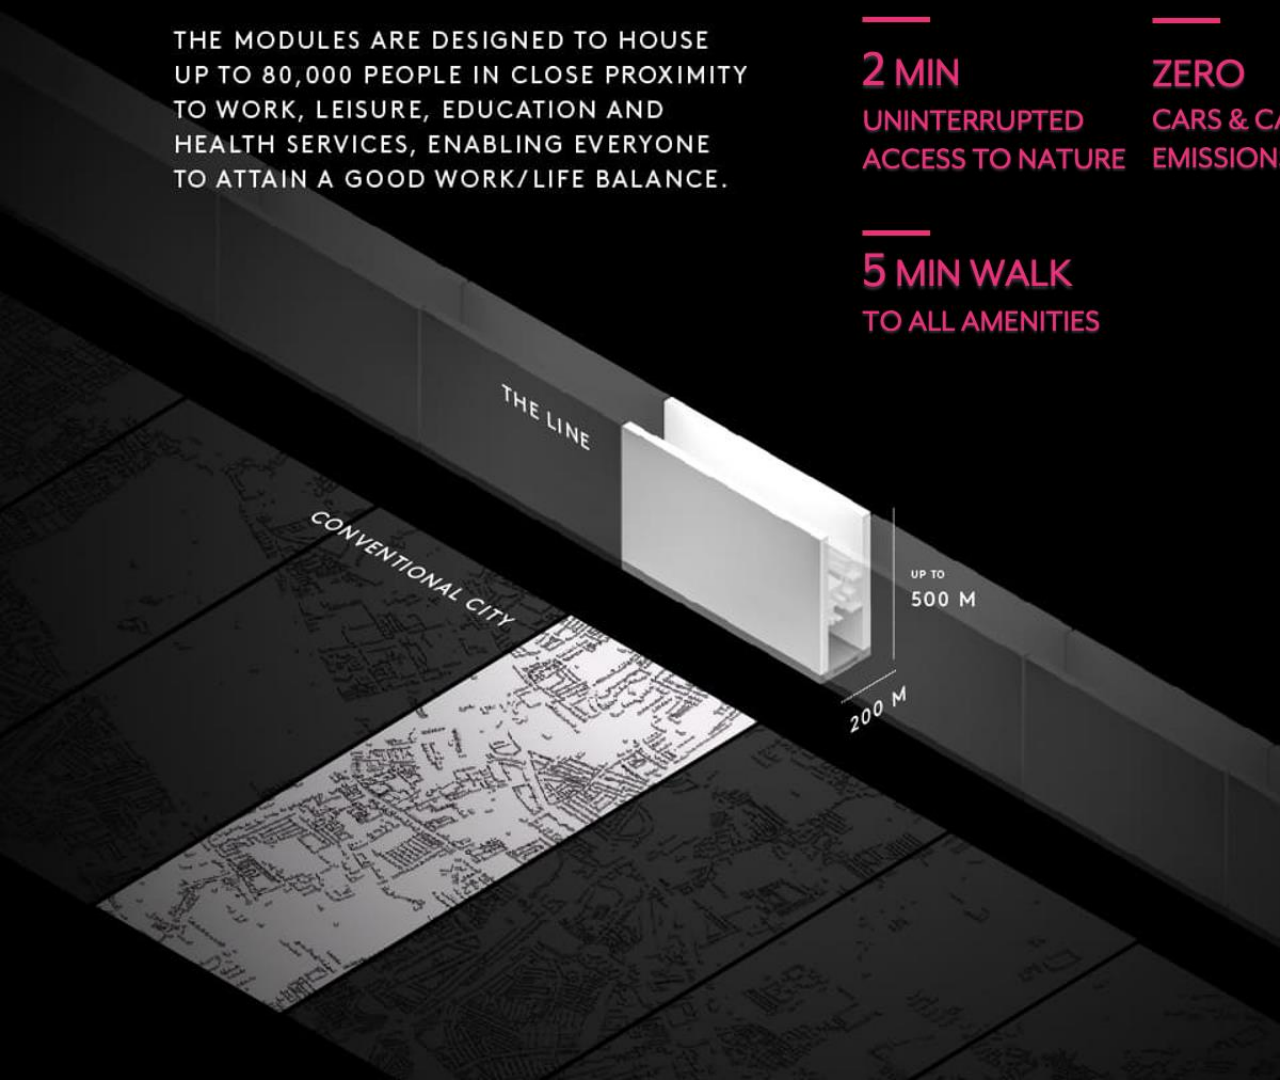 THE MODULES ARE DESIGNED TO HOUSE
UP TO 80,000 PEOPLE IN CLOSE PROXIMITY
TO WORK, LEISURE, EDUCATION AND
HEALTH SERVICES, ENABLING EVERYONE
TO ATTAIN A GOOD WORK/LIFE BALANCE.
2 MIN
UNINTERRUPTED
ACCESS TO NATURE
ZERO
CARS &
5 MIN WALK
TO ALL AMENITIES
THE LINE
CONVENTIONAL CITY
UP TO
500 M
200 M